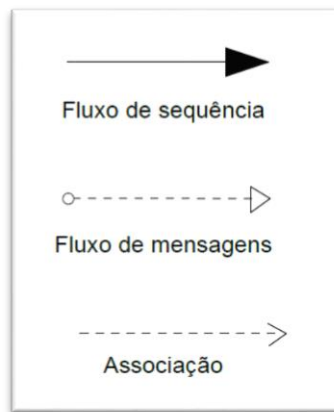 Fluxo de sequência
Fluxo de mensagens
Associação